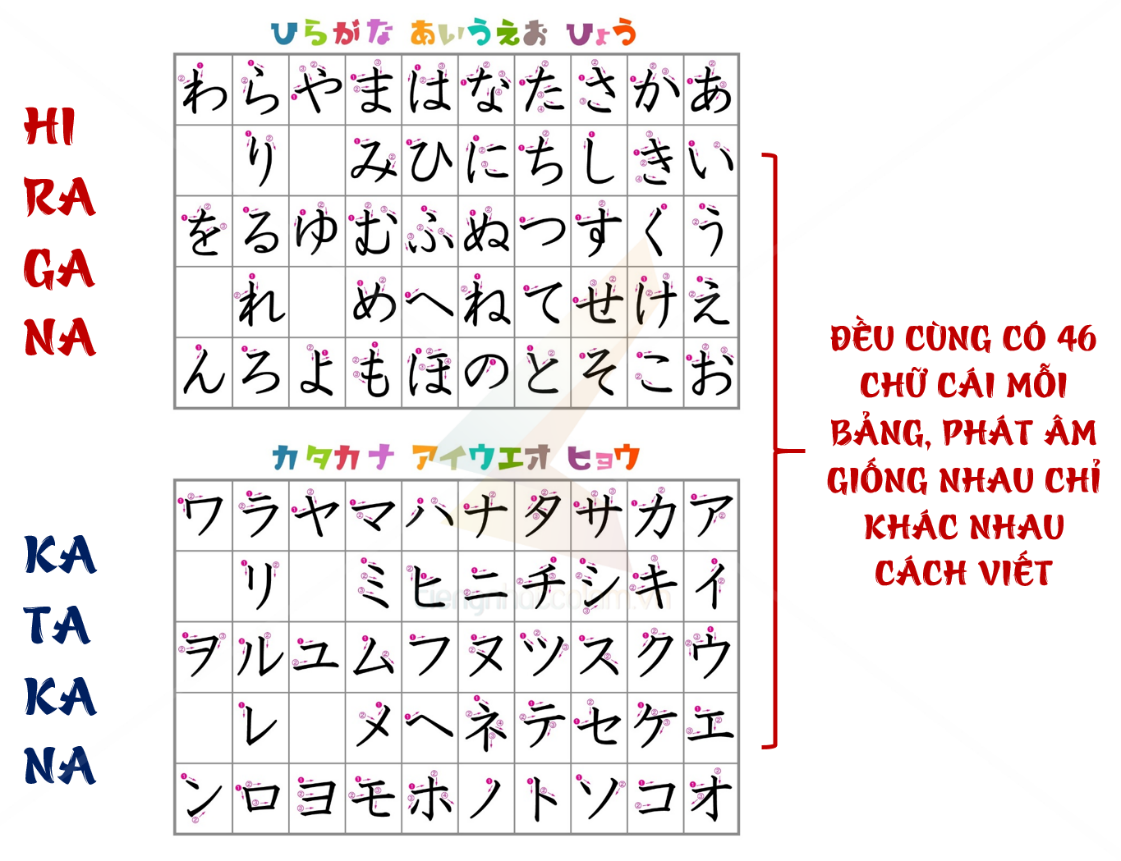 ひらがな あいうえお ひょう
わ ら や ま は な た さ か あ
り み ひ に ち し き い
を る ゆ む ふ ぬ つ す く う
れ め へ ね て せ け え
ん ろ よ も ほ の と そ こ お
HI
RA
GA
NA
カタカナ アイウエオ ヒョウ
ワ ラ ヤ マ ハ ナ タ サ カ ア
リ ミ ヒ ニ チ シ キ イ
ヲ ル ユ ム フ ヌ ツ ス ク ウ
レ メ ヘ ネ テ セ ケ エ
ン ロ ヨ モ ホ ノ ト ソ コ オ
KA
TA
KA
NA
ĐỀU CÙNG CÓ 46
CHỮ CÁI MỖI
BẢNG, PHÁT ÂM
GIỐNG NHAU CHỈ
KHÁC NHAU
CÁCH VIẾT